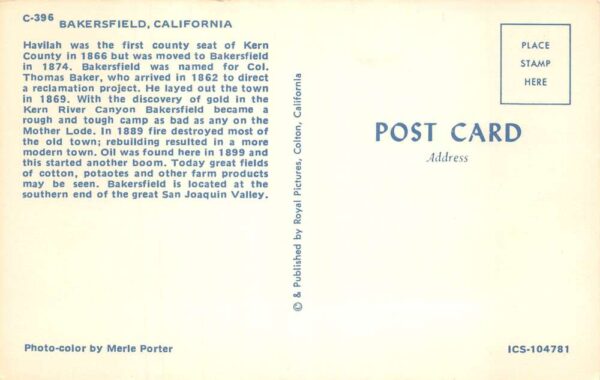 C-396 BAKERSFIELD, CALIFORNIA
Havilah was the first county seat of Kern
County in 1866 but was moved to Bakersfield
in 1874. Bakersfield was named for Col.
Thomas Baker, who arrived in 1862 to direct
a reclamation project. He layed out the town
in 1869. With the discovery of gold in the
Kern River Canyon Bakersfield became a
rough and tough camp as bad as any on the
Mother Lode. In 1889 fire destroyed most of
the old town; rebuilding resulted in a more
modern town. Oil was found here in 1899 and
this started another boom. Today great fields
of cotton, potaotes and other farm products
may be seen. Bakersfield is located at the
southern end of the great San Joaquin Valley.
Photo-color by Merle Porter
© & Published by Royal Pictures, Colton, California
PLACE
STAMP
HERE
POST CARD
Address
ICS-104781